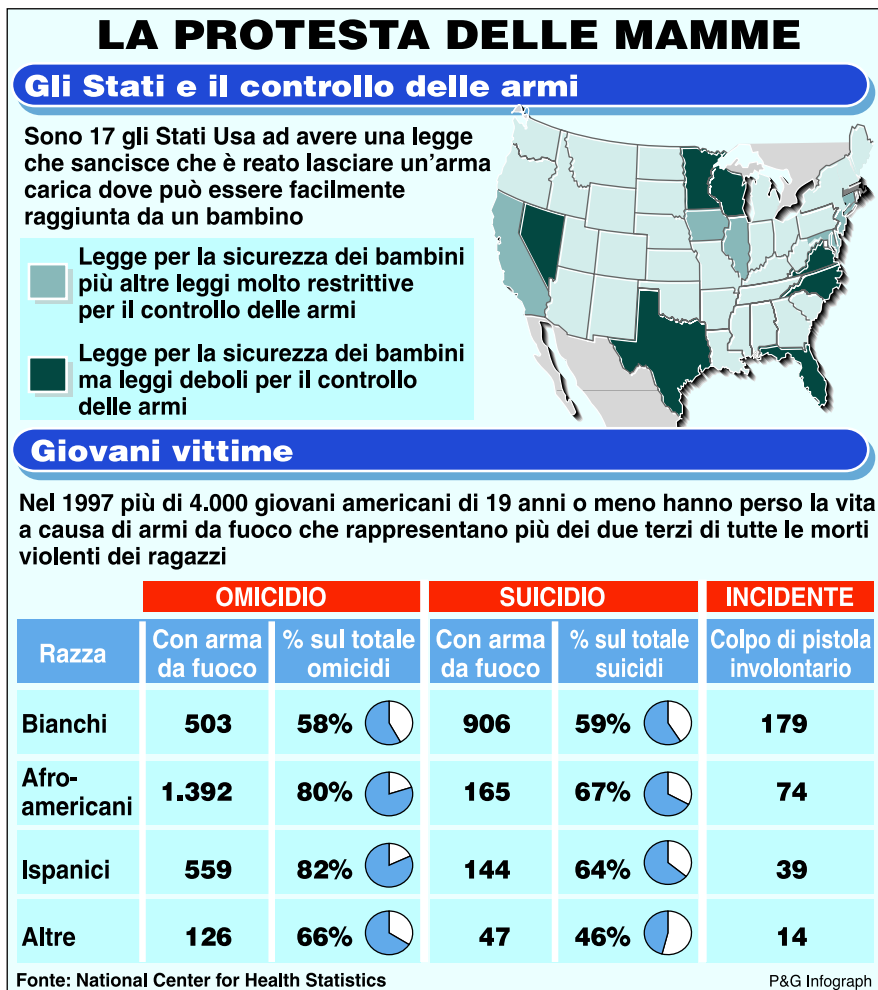 LA PROTESTA DELLE MAMME
Gli Stati e il controllo delle armi
Sono 17 gli Stati Usa ad avere una legge
che sancisce che è reato lasciare un'arma
carica dove può essere facilmente
raggiunta da un bambino
Legge per la sicurezza dei bambini
più altre leggi molto restrittive
per il controllo delle armi
Legge per la sicurezza dei bambini
ma leggi deboli per il controllo
delle armi
Giovani vittime
Nel 1997 più di 4.000 giovani americani di 19 anni o meno hanno perso la vita
a causa di armi da fuoco che rappresentano più dei due terzi di tutte le morti
violenti dei ragazzi
OMICIDIO SUICIDIO INCIDENTE
Razza Con arma da fuoco % sul totale omicidi Con arma da fuoco % sul totale suicidi Colpo di pistola involontario
Bianchi 503 58% 906 59% 179
Afro-
americani 1.392 80% 165 67% 74
Ispanici 559 82% 144 64% 39
Altre 126 66% 47 46% 14
Fonte: National Center for Health Statistics P&G Infograph